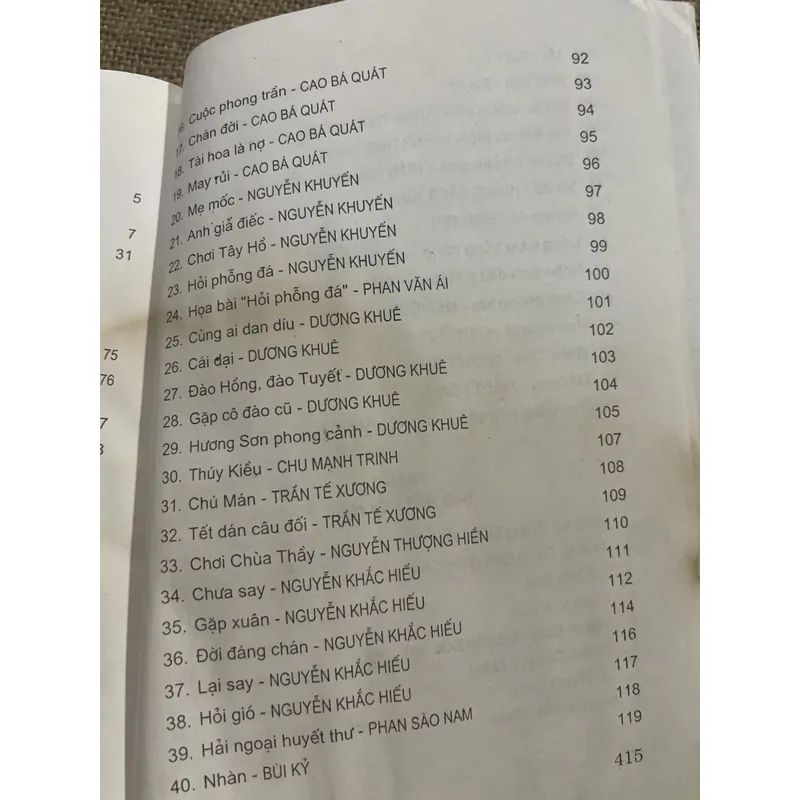 5
7
31
75
76
16. Cuộc phong trần - CAO BÁ QUÁT 92
17. Chán đời - CAO BÁ QUÁT 93
18. Tài hoa là nợ - CAO BÁ QUÁT 94
19. May rủi - CAO BÁ QUÁT 95
20. Mẹ mốc - NGUYỄN KHUYẾN 96
21. Anh giả điếc - NGUYỄN KHUYẾN 97
22. Chơi Tây Hồ - NGUYỄN KHUYẾN 98
23. Hỏi phỗng đá - NGUYỄN KHUYẾN 99
24. Họa bài "Hỏi phỗng đá" - PHAN VĂN ÁI 100
25. Cùng ai dan díu - DƯƠNG KHUÊ 101
26. Cái dại - DƯƠNG KHUÊ 102
27. Đào Hồng, đào Tuyết - DƯƠNG KHUÊ 103
28. Gặp cô đào cũ - DƯƠNG KHUÊ 104
29. Hương Sơn phong cảnh - DƯƠNG KHUÊ 105
30. Thúy Kiều - CHU MẠNH TRINH 107
31. Chú Mán - TRẦN TẾ XƯƠNG 108
32. Tết dán câu đối - TRẦN TẾ XƯƠNG 109
33. Chơi Chùa Thầy - NGUYỄN THƯỢNG HIỀN 110
34. Chưa say - NGUYỄN KHẮC HIẾU 111
35. Gặp xuân - NGUYỄN KHẮC HIẾU 112
36. Đời đáng chán - NGUYỄN KHẮC HIẾU 114
37. Lại say - NGUYỄN KHẮC HIẾU 116
38. Hỏi gió - NGUYỄN KHẮC HIẾU 117
39. Hải ngoại huyết thư - PHAN SÀO NAM 118
40. Nhàn - BÙI KỶ 119
415